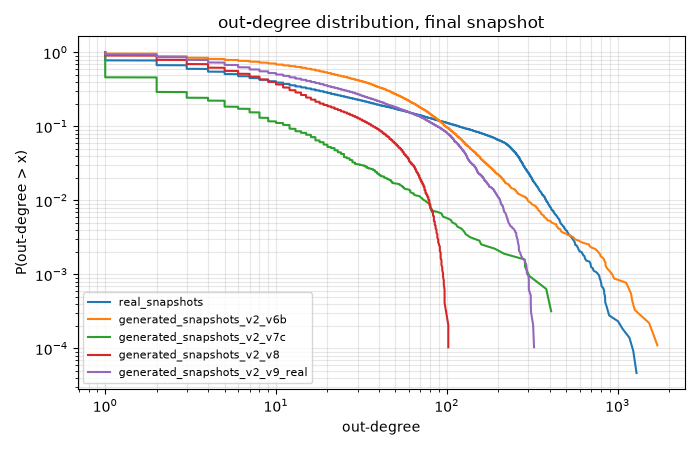 out-degree distribution, final snapshot
P(out-degree > x)
10⁰
10⁻¹
10⁻²
10⁻³
10⁻⁴
real_snapshots
generated_snapshots_v2_v6b
generated_snapshots_v2_v7c
generated_snapshots_v2_v8
generated_snapshots_v2_v9_real
10⁰ 10¹ 10² 10³
out-degree